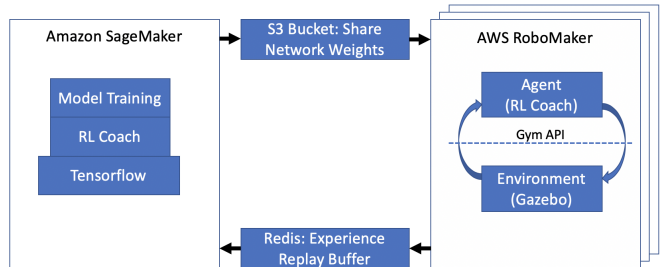 Amazon SageMaker
Model Training
RL Coach
Tensorflow
S3 Bucket: Share
Network Weights
Redis: Experience
Replay Buffer
AWS RoboMaker
Agent
(RL Coach)
Gym API
Environment
(Gazebo)